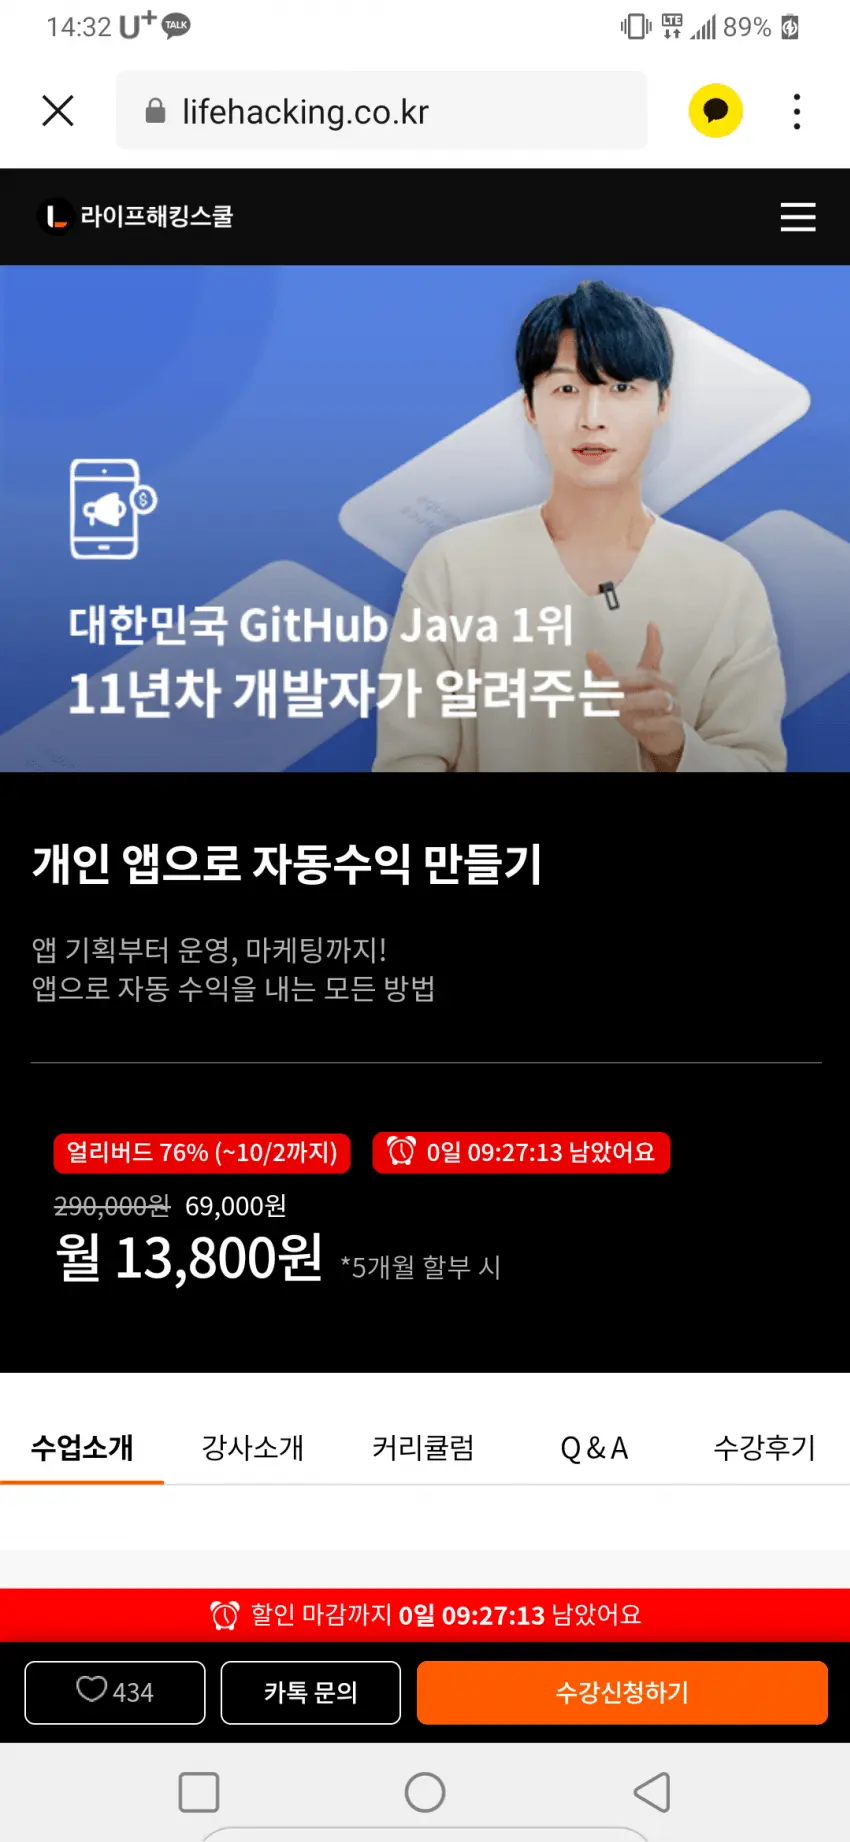 14:32 U+ TALK LTE 89%
lifehacking.co.kr
라이프해킹스쿨
대한민국 GitHub Java 1위
11년차 개발자가 알려주는
개인 앱으로 자동수익 만들기
앱 기획부터 운영, 마케팅까지!
앱으로 자동 수익을 내는 모든 방법
얼리버드 76% (~10/2까지) 0일 09:27:13 남았어요
290,000원 69,000원
월 13,800원 *5개월 할부 시
수업소개 강사소개 커리큘럼 Q&A 수강후기
할인 마감까지 0일 09:27:13 남았어요
434 카톡 문의 수강신청하기